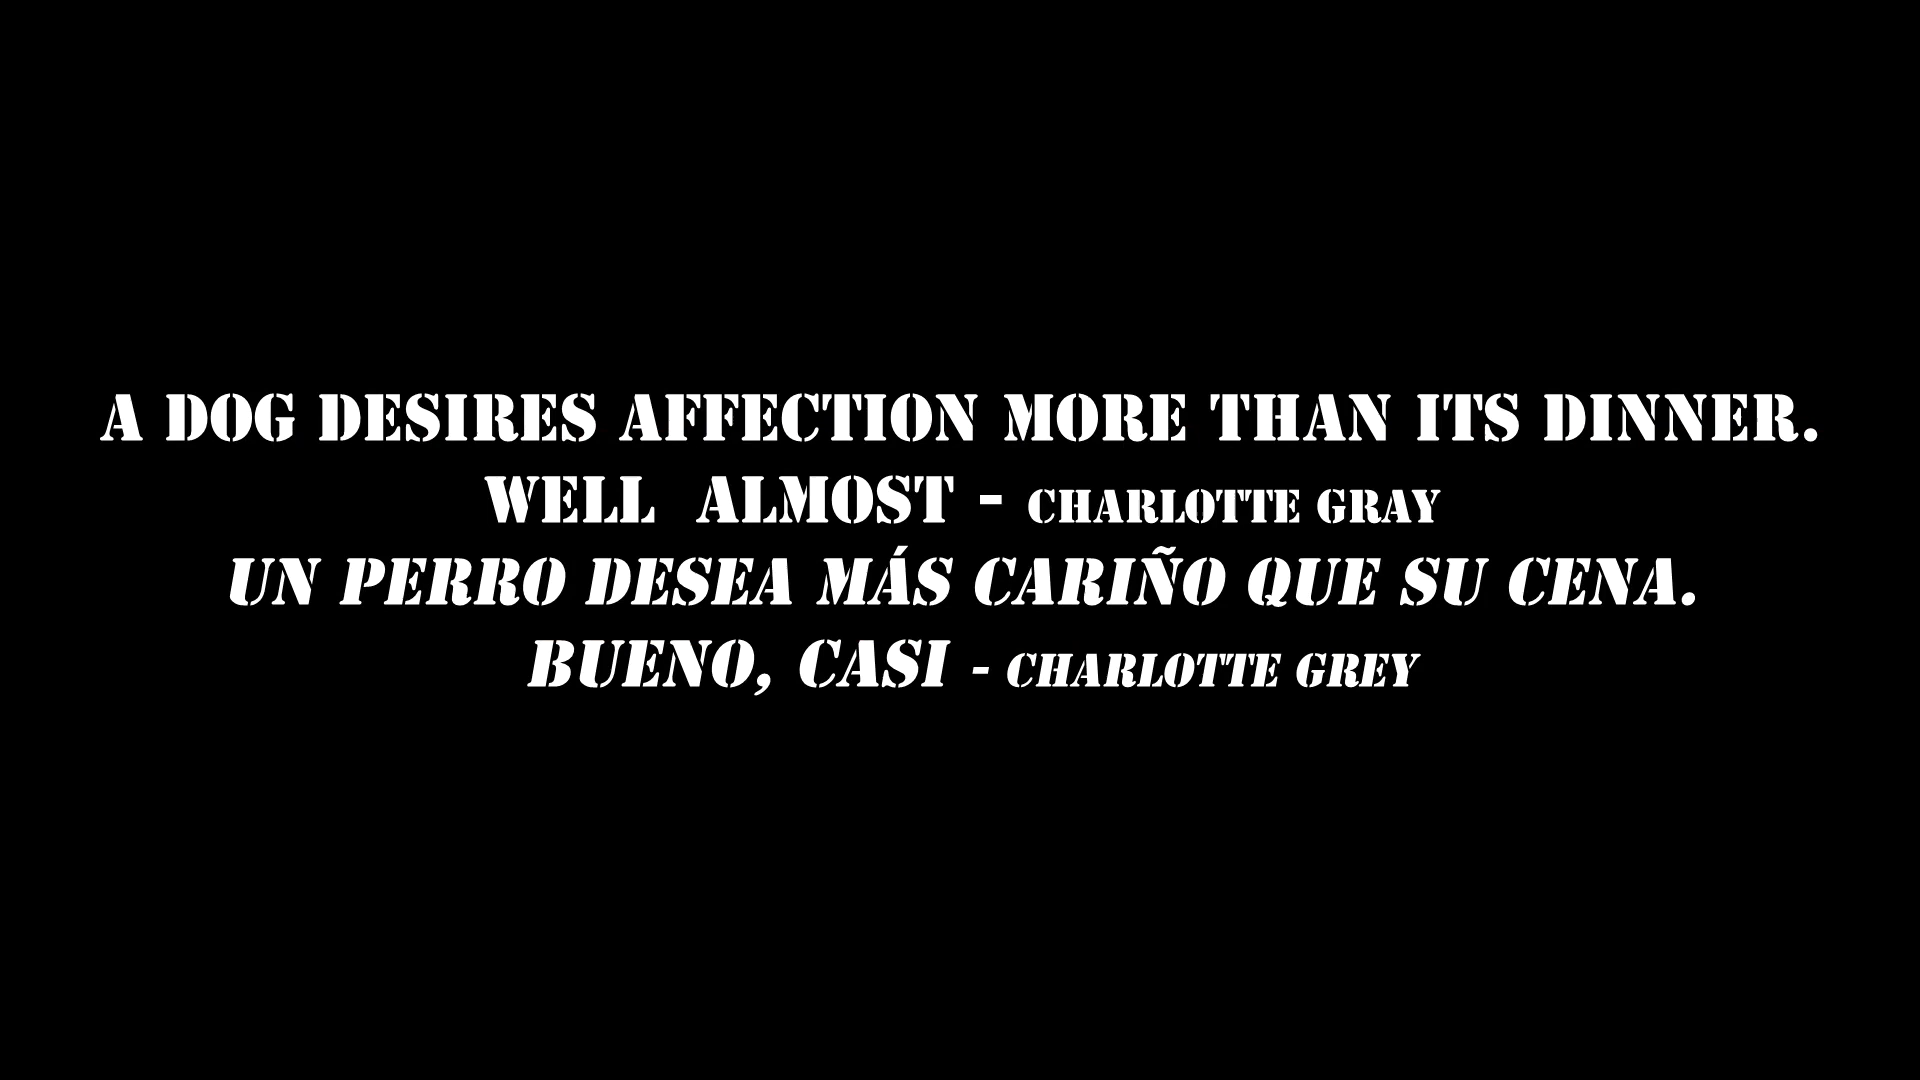 A DOG DESIRES AFFECTION MORE THAN ITS DINNER.
WELL  ALMOST - CHARLOTTE GRAY
UN PERRO DESEA MÁS CARIÑO QUE SU CENA.
BUENO, CASI - CHARLOTTE GREY